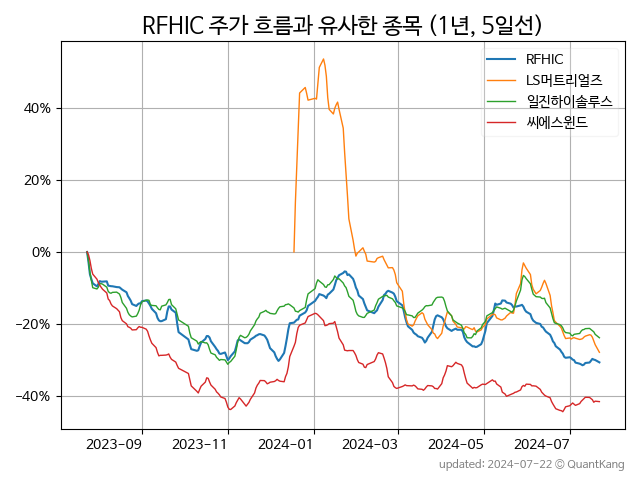 RFHIC 주가 흐름과 유사한 종목 (1년, 5일선)
RFHIC
LS머트리얼즈
일진하이솔루스
씨에스윈드
40%
20%
0%
−20%
−40%
2023-09
2023-11
2024-01
2024-03
2024-05
2024-07
updated: 2024-07-22 © QuantKang